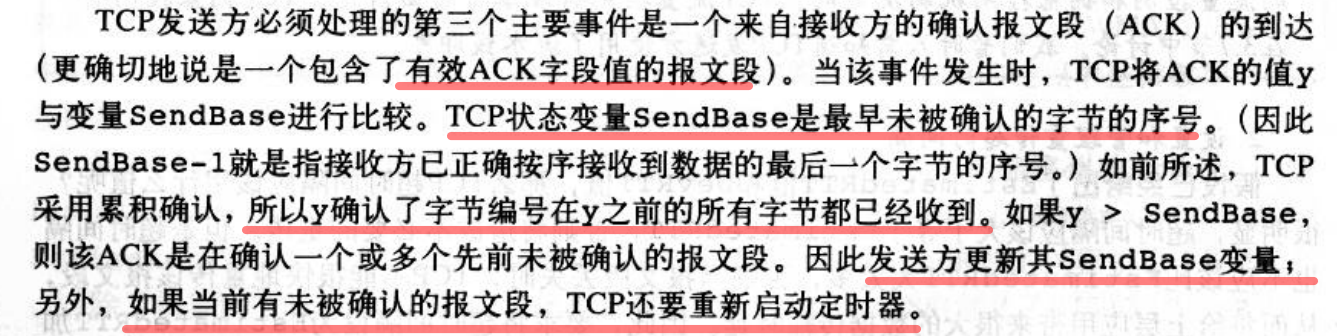 TCP发送方必须处理的第三个主要事件是一个来自接收方的确认报文段（ACK）的到达
（更确切地说是一个包含了有效ACK字段值的报文段）。当该事件发生时，TCP将ACK的值y
与变量SendBase进行比较。TCP状态变量SendBase是最早未被确认的字节的序号。（因此
SendBase-1就是指接收方已正确按序接收到数据的最后一个字节的序号。）如前所述，TCP
采用累积确认，所以y确认了字节编号在y之前的所有字节都已经收到。如果y > SendBase，
则该ACK是在确认一个或多个先前未被确认的报文段。因此发送方更新其SendBase变量；
另外，如果当前有未被确认的报文段，TCP还要重新启动定时器。